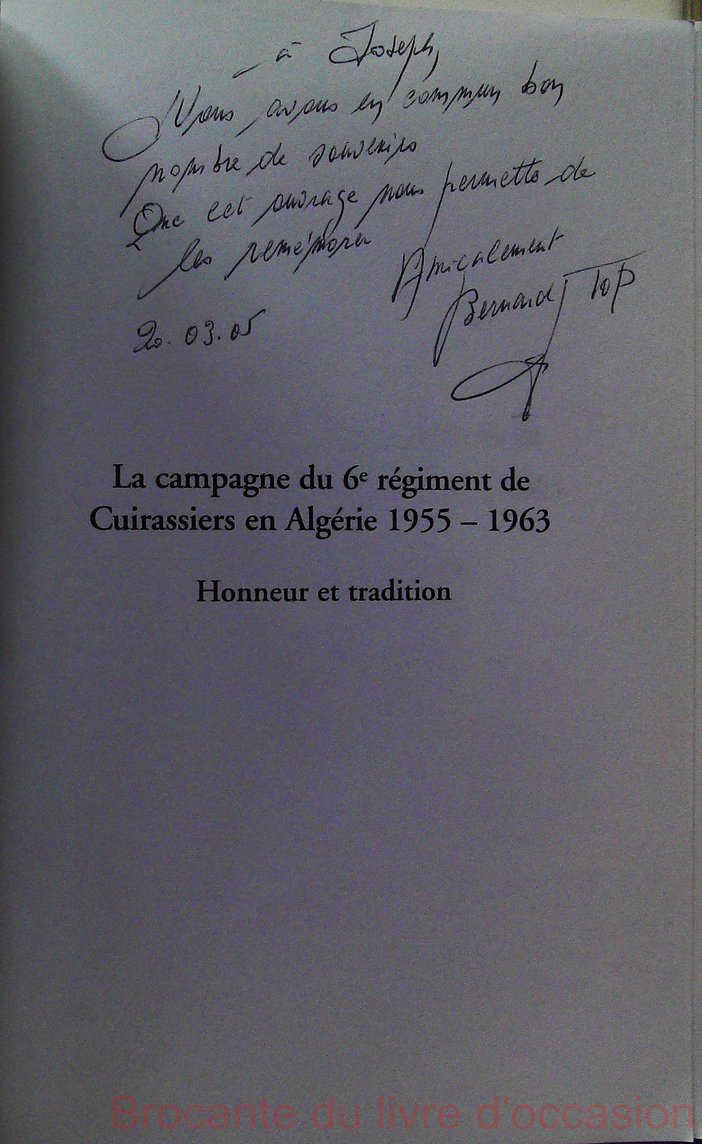 – à Joseph,
Nous avons en commun bon
nombre de souvenirs
Que cet ouvrage nous permette de
les remémorer
Amicalement
Bernard Top
20.03.05
La campagne du 6e régiment de
Cuirassiers en Algérie 1955 – 1963
Honneur et tradition
Brocante du livre d'occasion